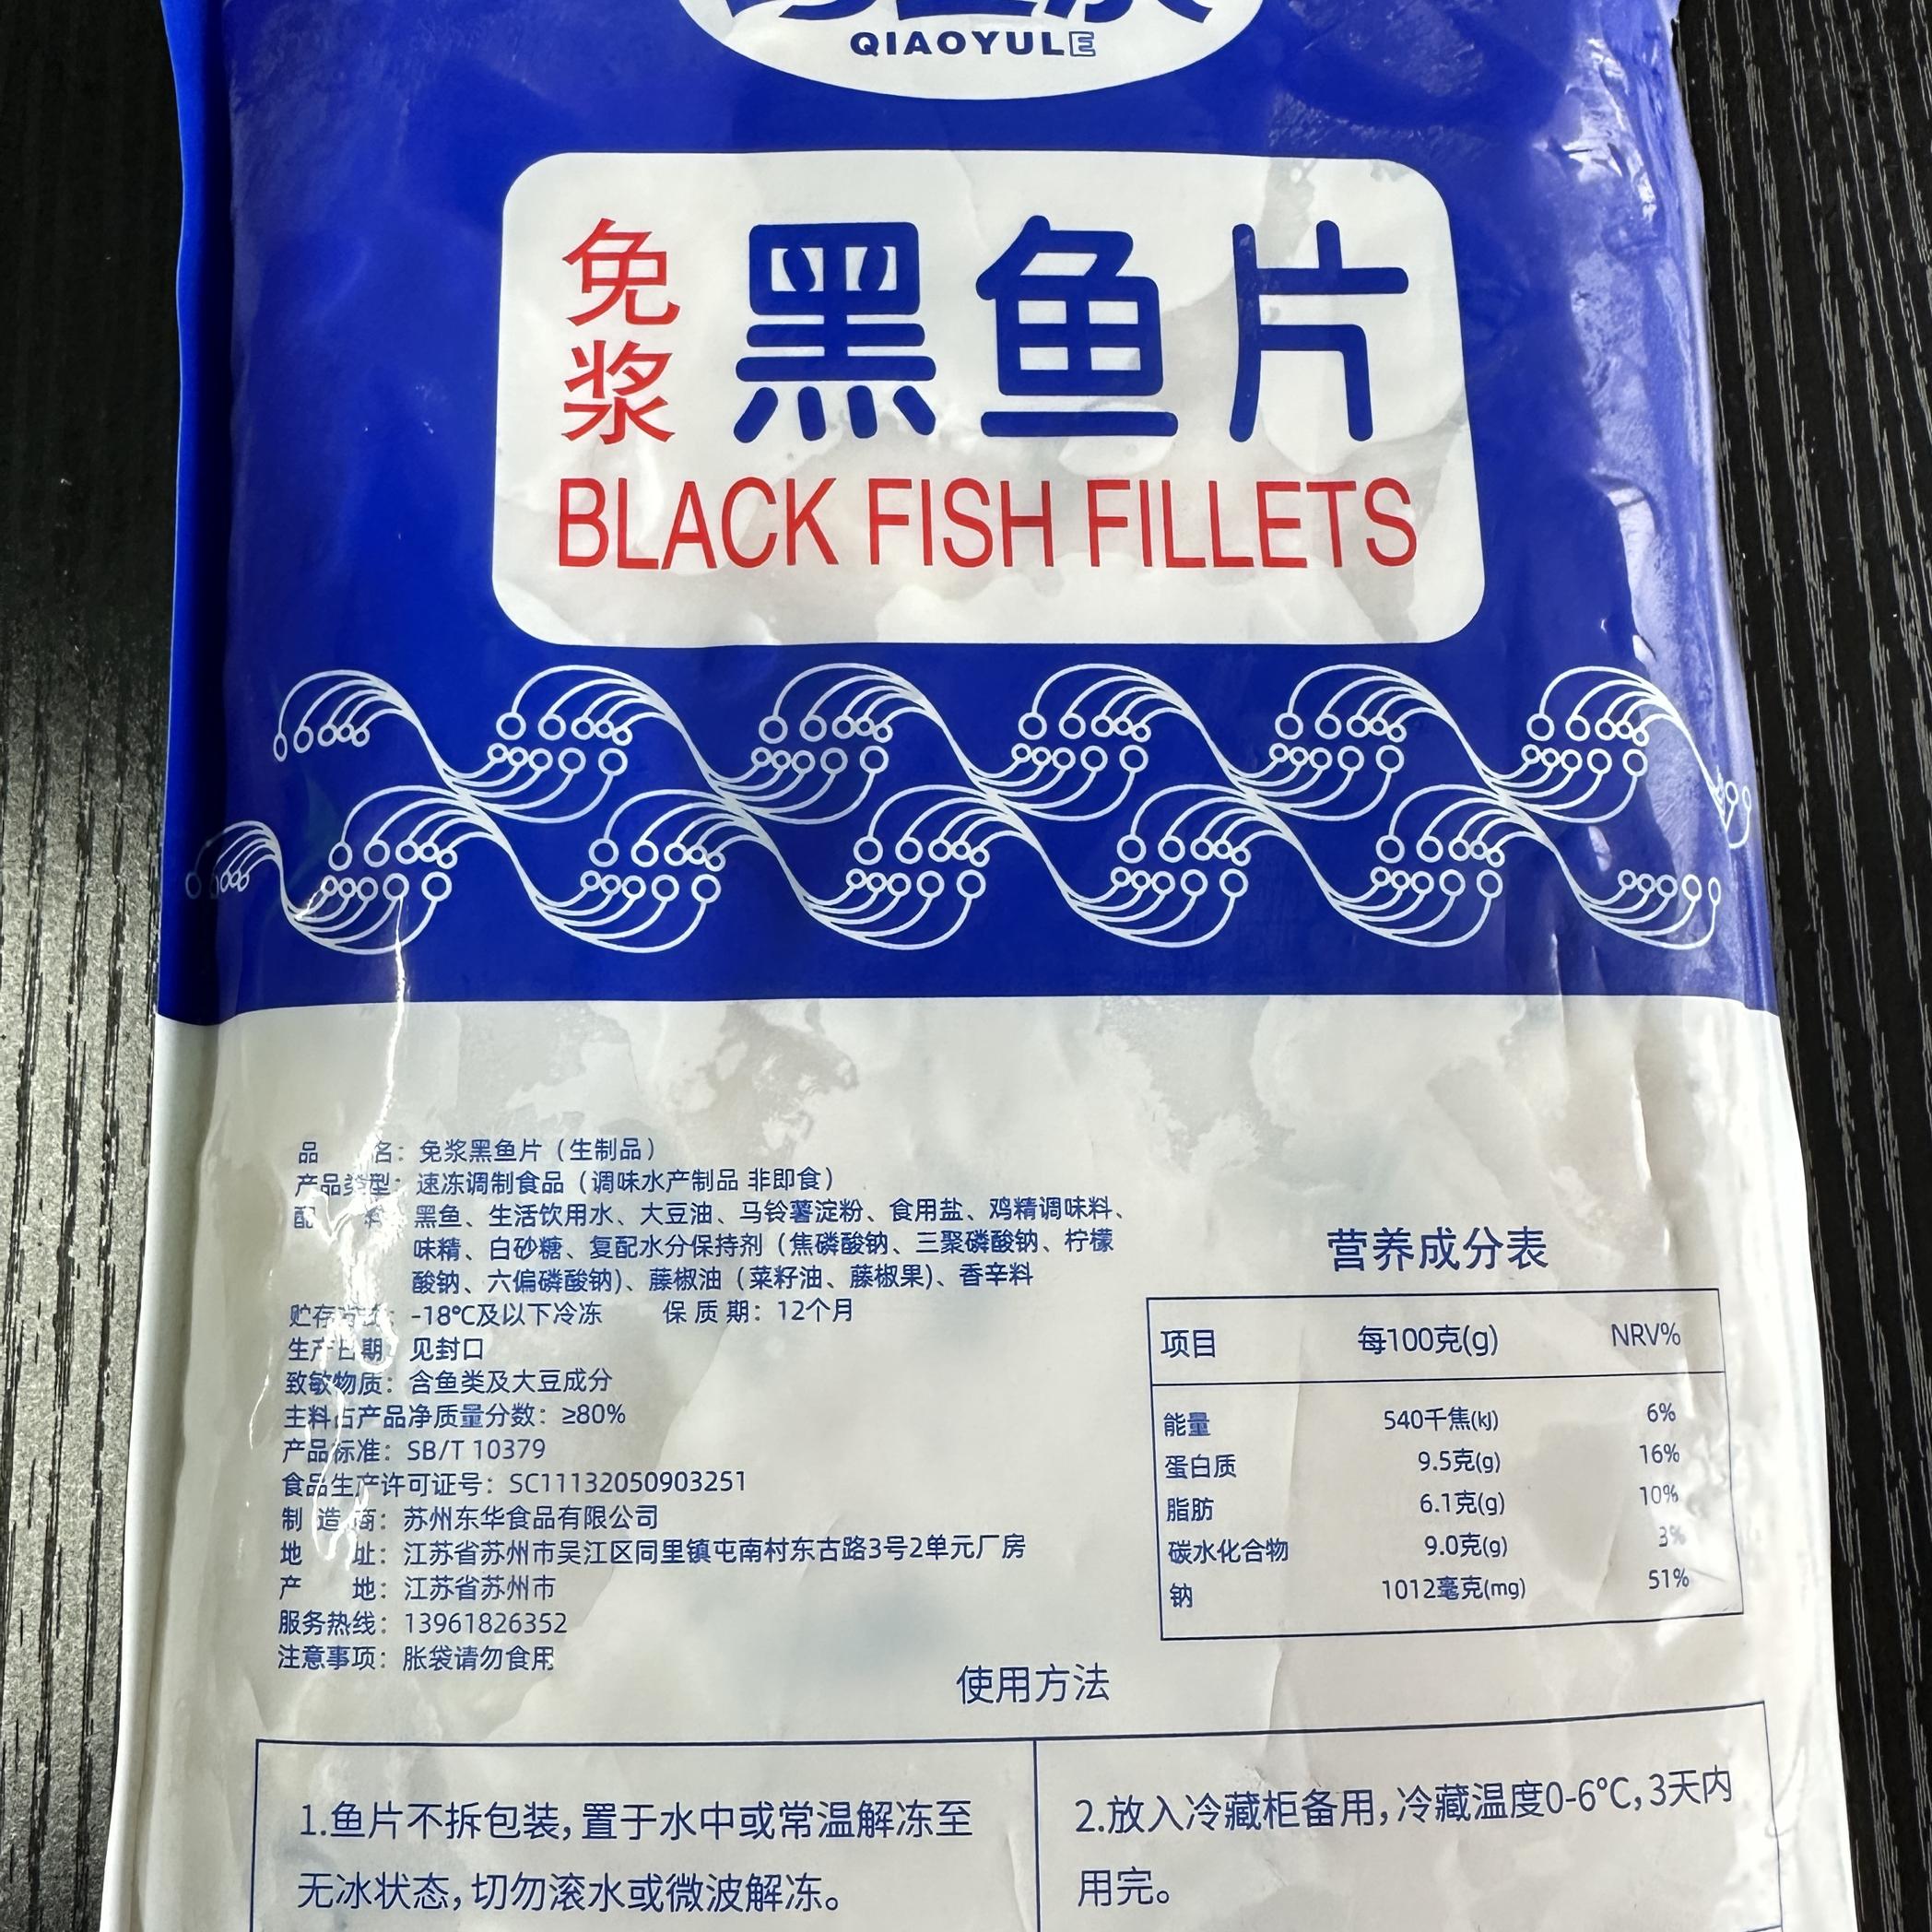 QIAOYULE
免浆
黑鱼片
BLACK FISH FILLETS
品 名：免浆黑鱼片（生制品）
产品类型：速冻调制食品（调味水产制品 非即食）
配 料：黑鱼、生活饮用水、大豆油、马铃薯淀粉、食用盐、鸡精调味料、
味精、白砂糖、复配水分保持剂（焦磷酸钠、三聚磷酸钠、柠檬
酸钠、六偏磷酸钠）、藤椒油（菜籽油、藤椒果）、香辛料
贮存方法：-18℃及以下冷冻 保质期：12个月
生产日期：见封口
致敏物质：含鱼类及大豆成分
主料占产品净质量分数：≥80%
产品标准：SB/T 10379
食品生产许可证号：SC11132050903251
制造商：苏州东华食品有限公司
地 址：江苏省苏州市吴江区同里镇屯南村东古路3号2单元厂房
产 地：江苏省苏州市
服务热线：13961826352
注意事项：胀袋请勿食用
营养成分表
项目 每100克(g) NRV%
能量 540千焦(kJ) 6%
蛋白质 9.5克(g) 16%
脂肪 6.1克(g) 10%
碳水化合物 9.0克(g) 3%
钠 1012毫克(mg) 51%
使用方法
1.鱼片不拆包装，置于水中或常温解冻至
无冰状态，切勿滚水或微波解冻。
2.放入冷藏柜备用，冷藏温度0-6℃，3天内
用完。